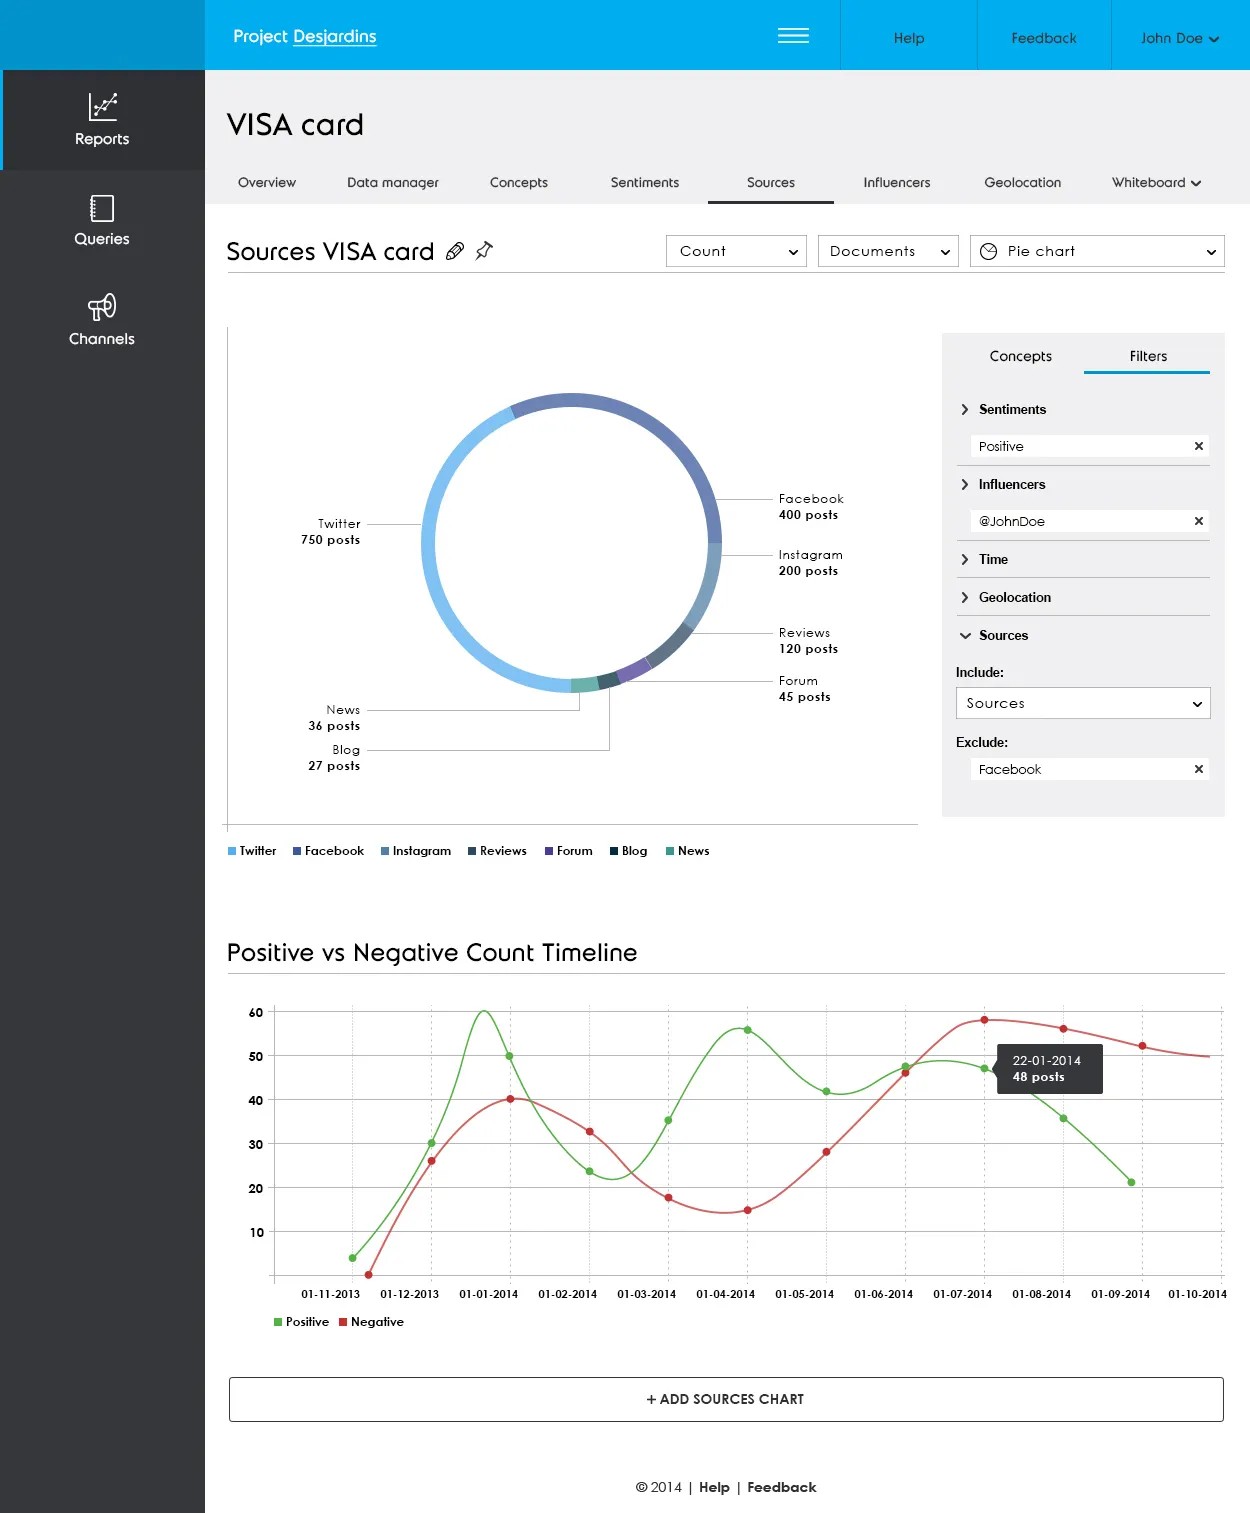 Project Desjardins
Help
Feedback
John Doe
Reports
Queries
Channels
VISA card
Overview
Data manager
Concepts
Sentiments
Sources
Influencers
Geolocation
Whiteboard
Sources VISA card
Count
Documents
Pie chart
Twitter
750 posts
Facebook
400 posts
Instagram
200 posts
Reviews
120 posts
Forum
45 posts
News
36 posts
Blog
27 posts
Twitter Facebook Instagram Reviews Forum Blog News
Concepts
Filters
Sentiments
Positive ×
Influencers
@JohnDoe ×
Time
Geolocation
Sources
Include:
Sources
Exclude:
Facebook ×
Positive vs Negative Count Timeline
60
50
40
30
20
10
22-01-2014
48 posts
01-11-2013 01-12-2013 01-01-2014 01-02-2014 01-03-2014 01-04-2014 01-05-2014 01-06-2014 01-07-2014 01-08-2014 01-09-2014 01-10-2014
Positive Negative
+ ADD SOURCES CHART
© 2014 | Help | Feedback